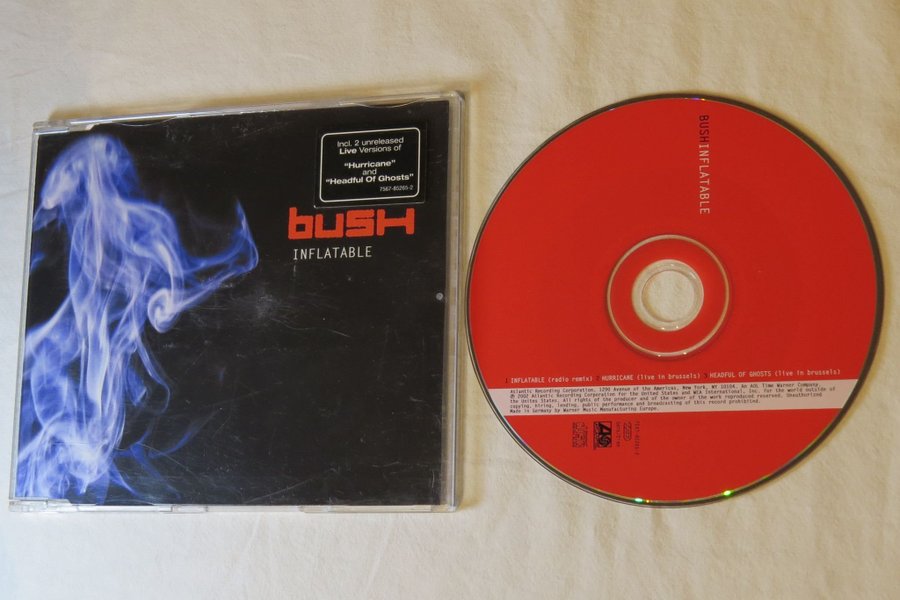 Incl. 2 unreleased
Live Versions of
"Hurricane"
and
"Headful Of Ghosts"
7567-85265-2
bush
INFLATABLE
BUSH INFLATABLE
1 INFLATABLE (radio remix) 2 HURRICANE (live in brussels) 3 HEADFUL OF GHOSTS (live in brussels)
Atlantic Recording Corporation, 1290 Avenue of the Americas, New York, NY 10104. An AOL Time Warner Company.
℗ 2002 Atlantic Recording Corporation for the United States and WEA International, Inc. for the world outside of
the Unites States. All rights of the producer and of the owner of the work reproduced reserved. Unauthorized
copying, hiring, lending, public performance and broadcasting of this record prohibited.
Made in Germany by Warner Music Manufacturing Europe.